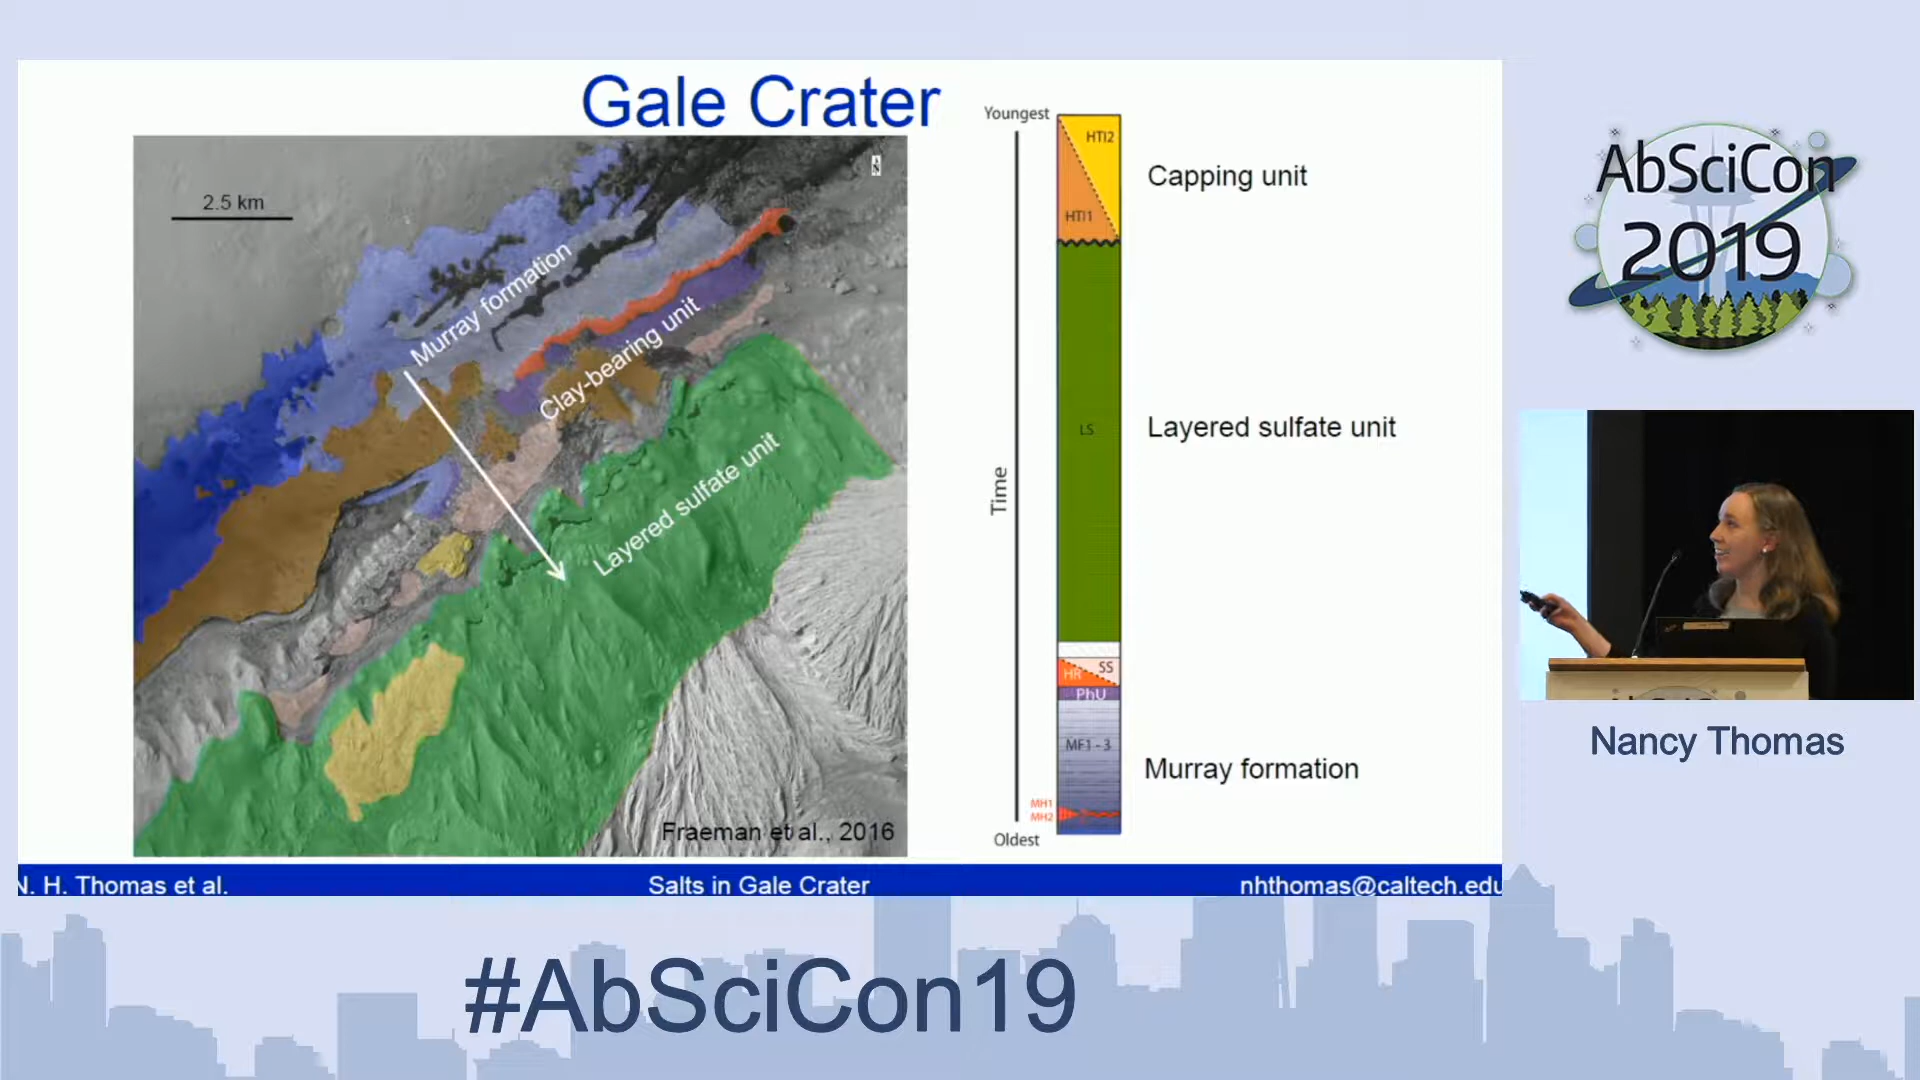 Gale Crater
2.5 km
Murray formation
Clay-bearing unit
Layered sulfate unit
Fraeman et al., 2016
Youngest
Time
Oldest
HTI2
HTI1
LS
SS
HR
PhU
MF1 - 3
MH1
MH2
Capping unit
Layered sulfate unit
Murray formation
N. H. Thomas et al.
Salts in Gale Crater
nhthomas@caltech.edu
AbSciCon
2019
Nancy Thomas
#AbSciCon19